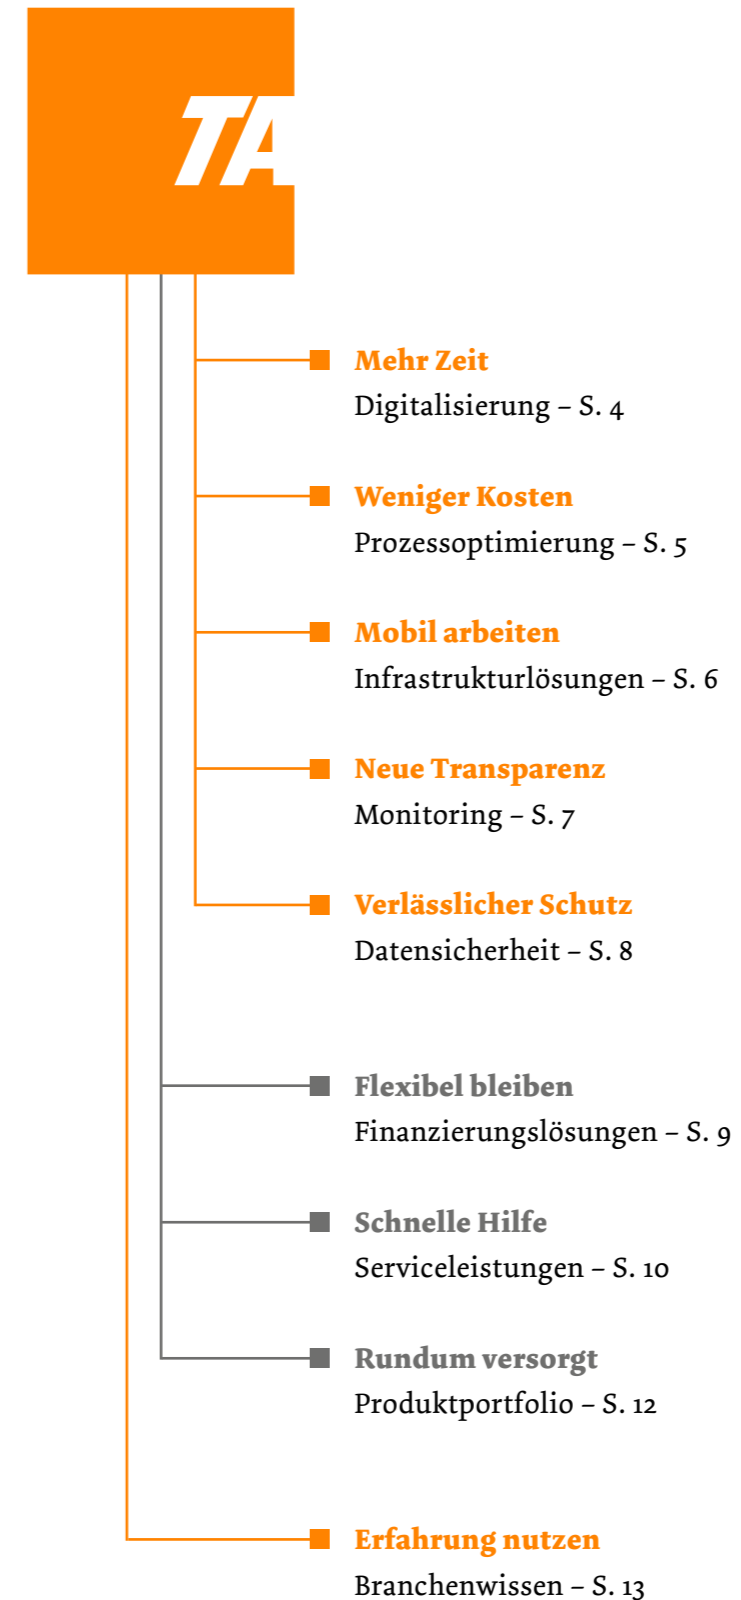 TA
Mehr Zeit
Digitalisierung – S. 4
Weniger Kosten
Prozessoptimierung – S. 5
Mobil arbeiten
Infrastrukturlösungen – S. 6
Neue Transparenz
Monitoring – S. 7
Verlässlicher Schutz
Datensicherheit – S. 8
Flexibel bleiben
Finanzierungslösungen – S. 9
Schnelle Hilfe
Serviceleistungen – S. 10
Rundum versorgt
Produktportfolio – S. 12
Erfahrung nutzen
Branchenwissen – S. 13